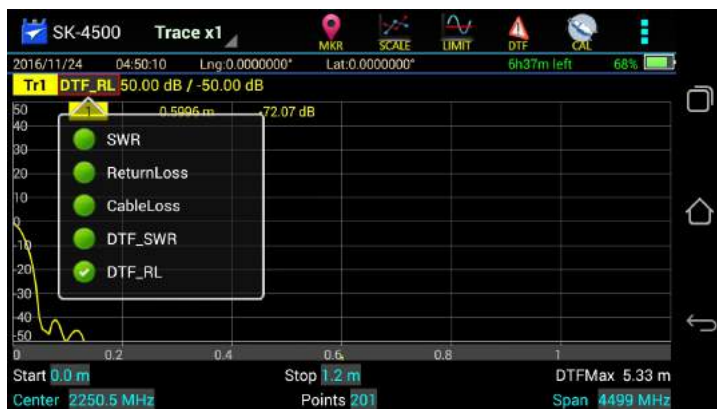 SK-4500 Trace x1 MKR SCALE LIMIT DTF CAL
2016/11/24 04:50:10 Lng:0.0000000° Lat:0.0000000° 6h37m left 68%
Tr1 DTF_RL 50.00 dB / -50.00 dB
50 1 0.5996 m -72.07 dB
40
SWR
30
20 ReturnLoss
10 CableLoss
0
DTF_SWR
-10
-20 DTF_RL
-30
-40
-50
0 0.2 0.4 0.6 0.8 1
Start 0.0 m Stop 1.2 m DTFMax 5.33 m
Center 2250.5 MHz Points 201 Span 4499 MHz